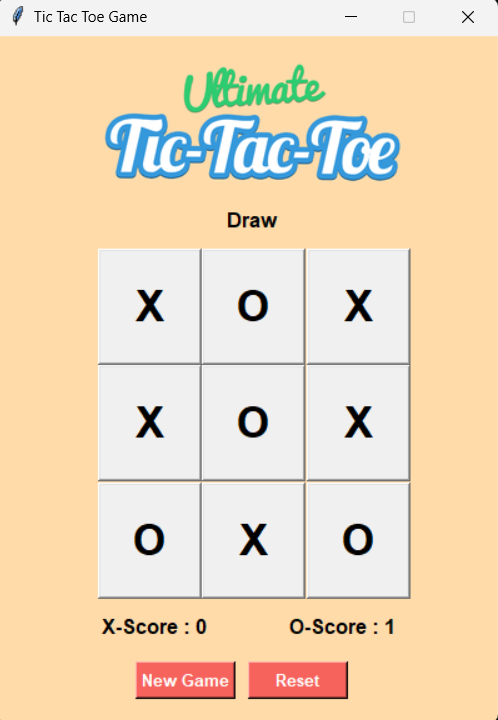 Tic Tac Toe Game
Ultimate
Tic-Tac-Toe
Draw
X O X
X O X
O X O
X-Score : 0 O-Score : 1
New Game Reset